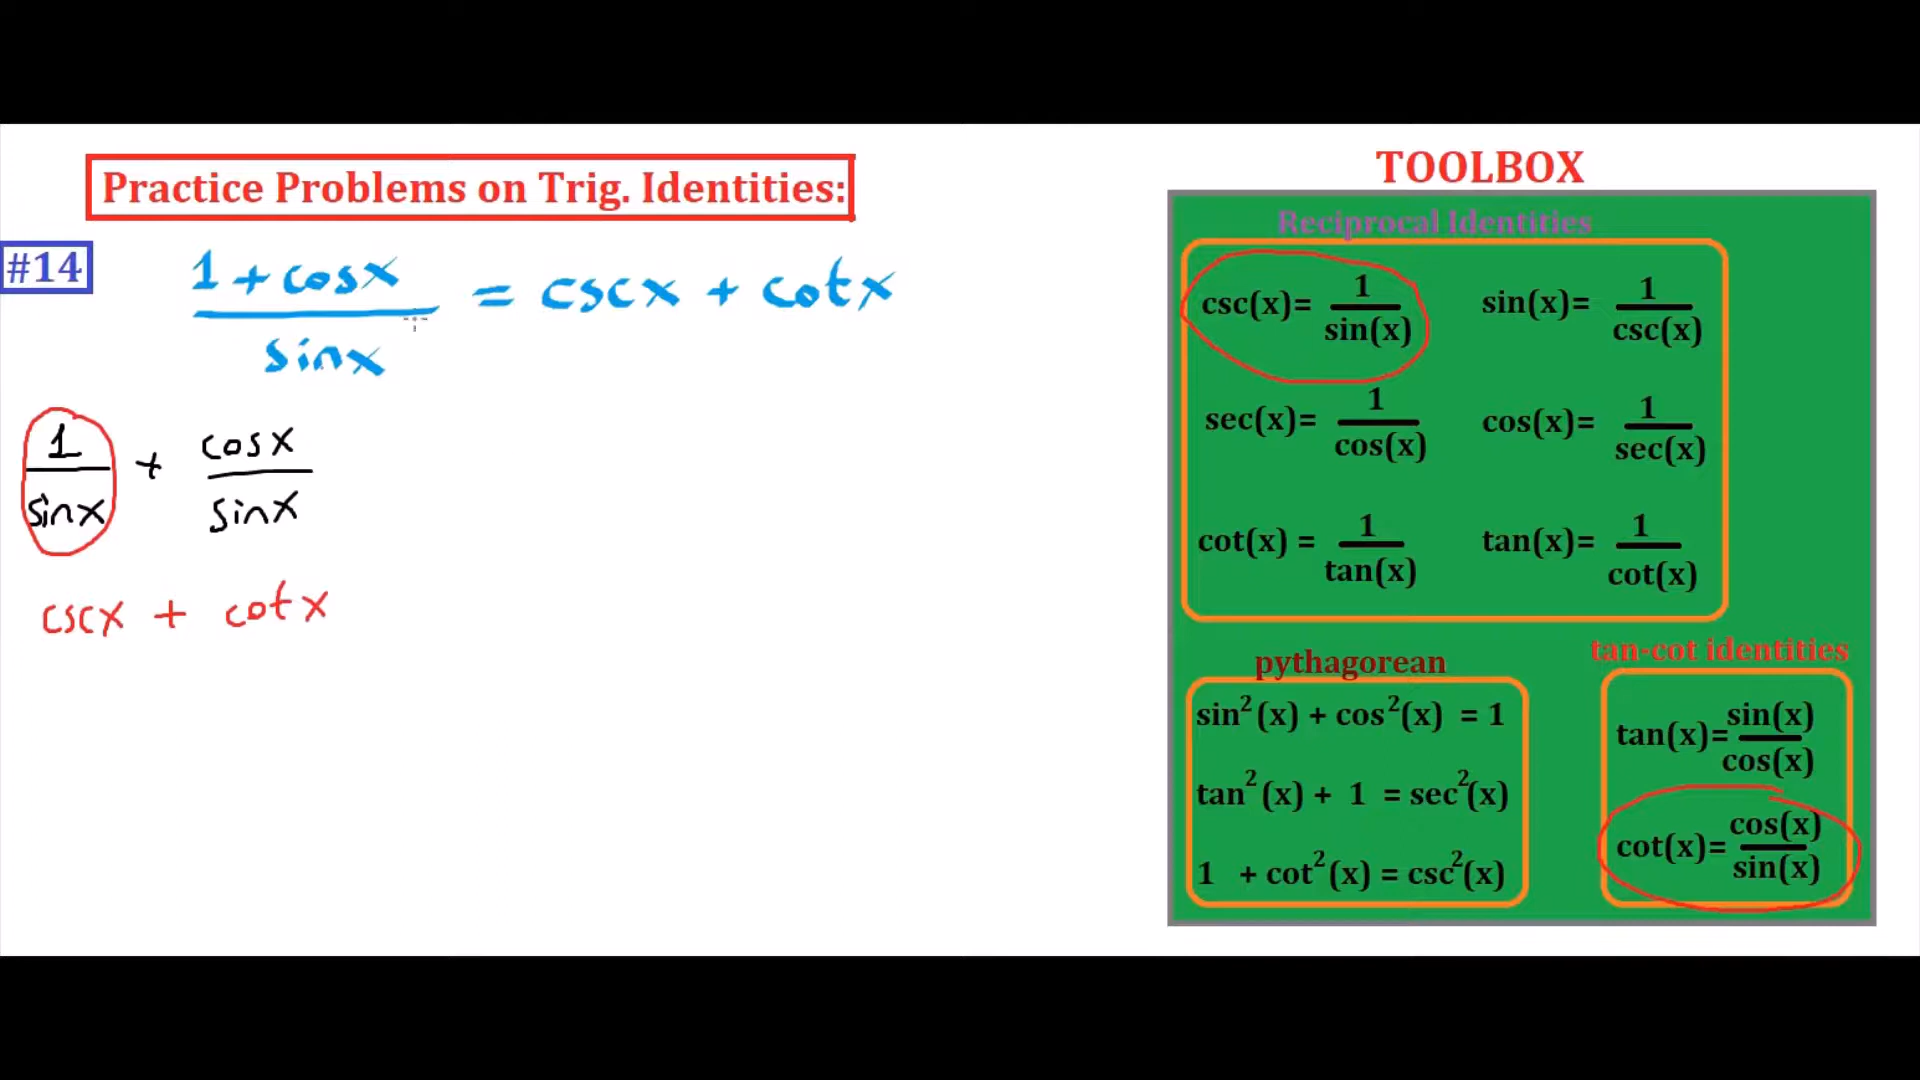 Practice Problems on Trig. Identities:
#14
1 + cosx
sinx
= cscx + cotx
1
sinx
+
cosx
sinx
cscx + cotx
TOOLBOX
Reciprocal Identities
csc(x)= 1
sin(x)
sin(x)= 1
csc(x)
sec(x)= 1
cos(x)
cos(x)= 1
sec(x)
cot(x) = 1
tan(x)
tan(x)= 1
cot(x)
pythagorean
sin²(x) + cos²(x) = 1
tan²(x) + 1 = sec²(x)
1 + cot²(x) = csc²(x)
tan-cot identities
tan(x)= sin(x)
cos(x)
cot(x)= cos(x)
sin(x)